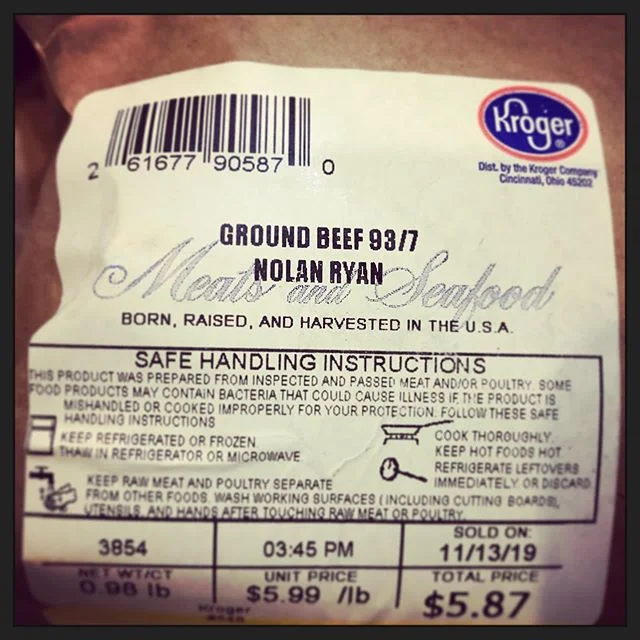 2 61677 90587 0
Kröger
Dist. by the Kroger Company
Cincinnati, Ohio 45202
GROUND BEEF 93/7
NOLAN RYAN
Meats and Seafood
BORN, RAISED, AND HARVESTED IN THE U.S.A.
SAFE HANDLING INSTRUCTIONS
THIS PRODUCT WAS PREPARED FROM INSPECTED AND PASSED MEAT AND/OR POULTRY. SOME
FOOD PRODUCTS MAY CONTAIN BACTERIA THAT COULD CAUSE ILLNESS IF THE PRODUCT IS
MISHANDLED OR COOKED IMPROPERLY FOR YOUR PROTECTION. FOLLOW THESE SAFE
HANDLING INSTRUCTIONS
KEEP REFRIGERATED OR FROZEN
THAW IN REFRIGERATOR OR MICROWAVE
COOK THOROUGHLY.
KEEP HOT FOODS HOT.
REFRIGERATE LEFTOVERS
IMMEDIATELY OR DISCARD
KEEP RAW MEAT AND POULTRY SEPARATE
FROM OTHER FOODS. WASH WORKING SURFACES (INCLUDING CUTTING BOARDS),
UTENSILS, AND HANDS AFTER TOUCHING RAW MEAT OR POULTRY.
3854
03:45 PM
SOLD ON:
11/13/19
NET WT/CT
0.98 lb
UNIT PRICE
$5.99 /lb
TOTAL PRICE
$5.87
Kroger